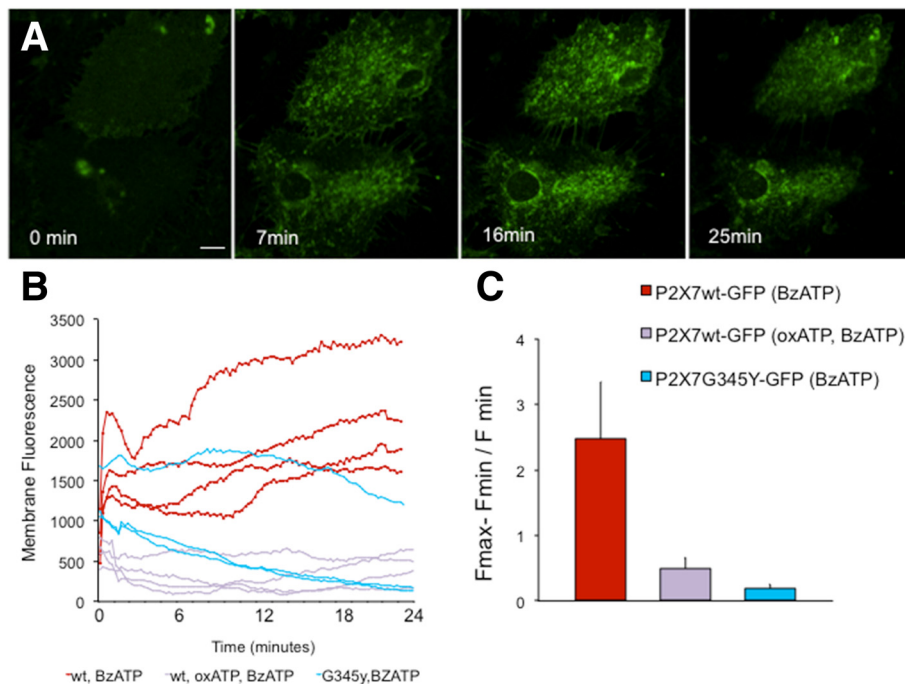 A
0 min
7min
16min
25min
B
3500
3000
2500
2000
1500
1000
500
0
Membrane Fluorescence
0 6 12 18 24
Time (minutes)
wt, BzATP wt, oxATP, BzATP G345y,BZATP
C
P2X7wt-GFP (BzATP)
P2X7wt-GFP (oxATP, BzATP)
P2X7G345Y-GFP (BzATP)
4
3
2
1
0
Fmax- Fmin / F min